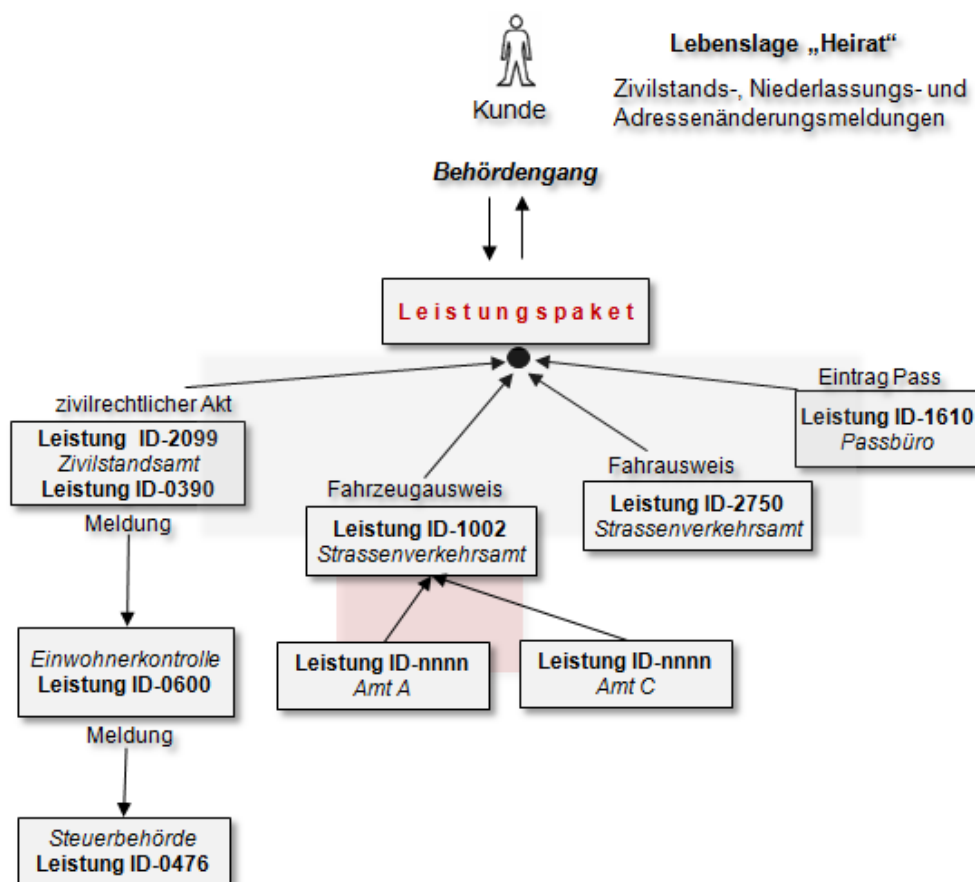 Lebenslage „Heirat“
Kunde
Zivilstands-, Niederlassungs- und
Adressenänderungsmeldungen
Behördengang
Leistungspaket
Eintrag Pass
Leistung ID-1610
Passbüro
zivilrechtlicher Akt
Leistung ID-2099
Zivilstandsamt
Leistung ID-0390
Fahrausweis
Leistung ID-2750
Strassenverkehrsamt
Fahrzeugausweis
Leistung ID-1002
Strassenverkehrsamt
Meldung
Einwohnerkontrolle
Leistung ID-0600
Leistung ID-nnnn
Amt A
Leistung ID-nnnn
Amt C
Meldung
Steuerbehörde
Leistung ID-0476